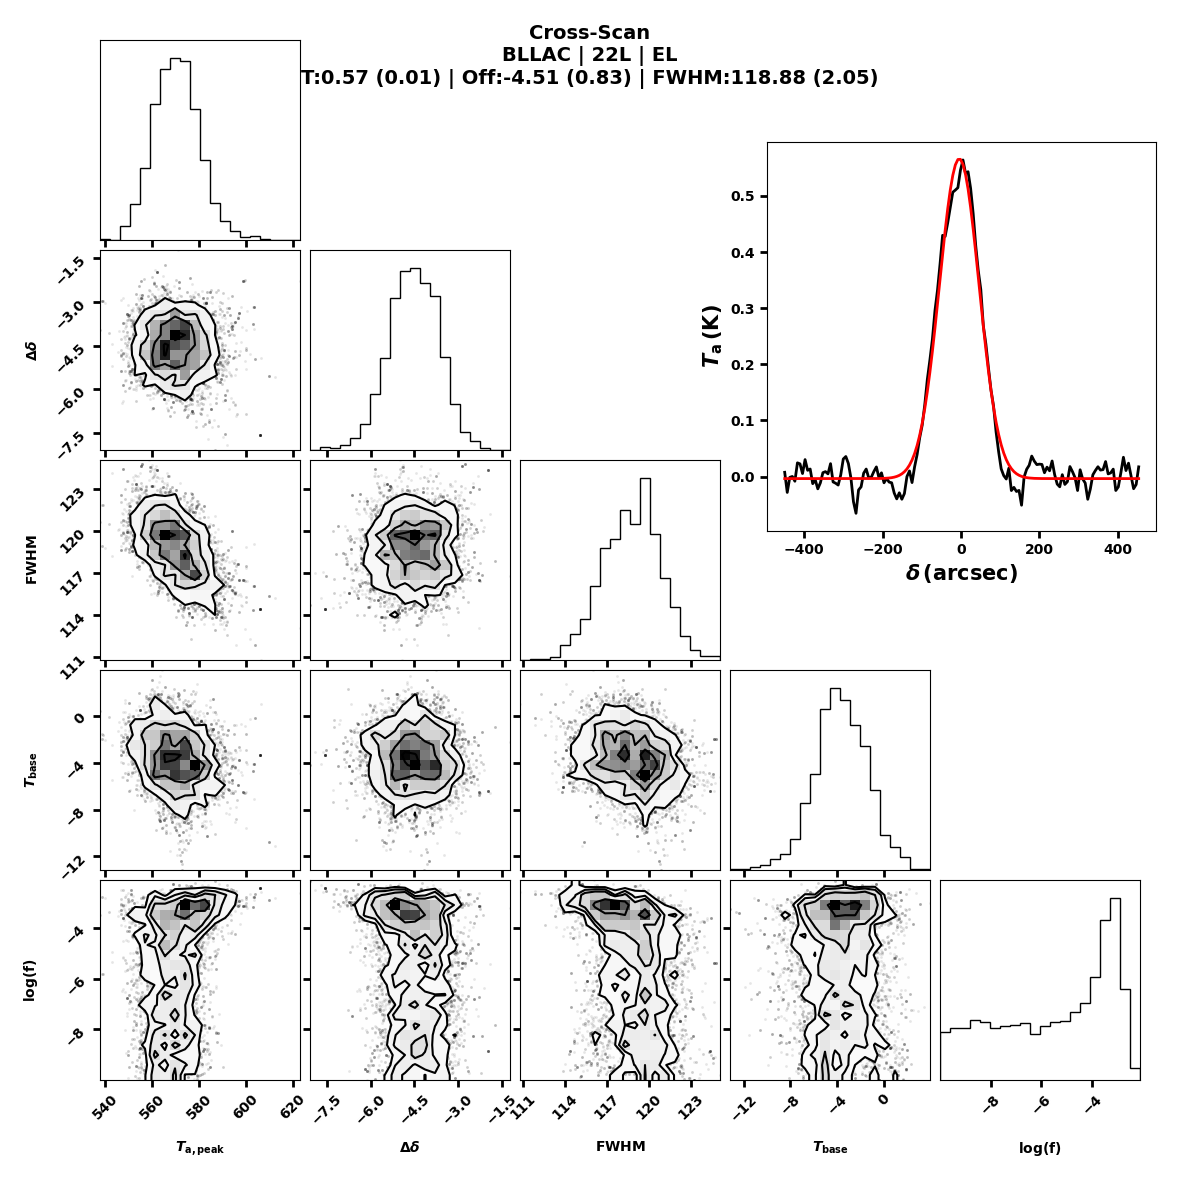 Cross-Scan
BLLAC | 22L | EL
T:0.57 (0.01) | Off:-4.51 (0.83) | FWHM:118.88 (2.05)
0.5
0.4
0.3
0.2
0.1
0.0
Ta (K)
−400 −200 0 200 400
δ (arcsec)
−1.5
−3.0
−4.5
−6.0
−7.5
Δδ
123
120
117
114
111
FWHM
0
−4
−8
−12
Tbase
−4
−6
−8
log(f)
540 560 580 600 620
−7.5 −6.0 −4.5 −3.0 −1.5
111 114 117 120 123
−12 −8 −4 0
−8 −6 −4
Ta,peak Δδ FWHM Tbase log(f)